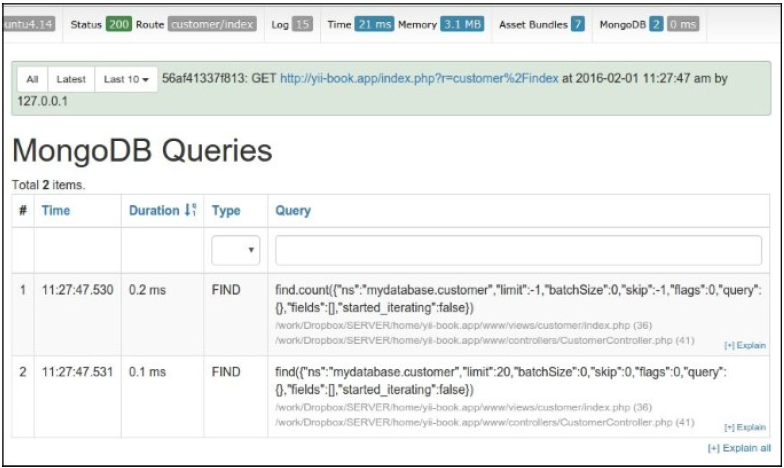 untu4.14 Status 200 Route customer/index Log 15 Time 21 ms Memory 3.1 MB Asset Bundles 7 MongoDB 2 0 ms
All Latest Last 10 56af41337f813: GET http://yii-book.app/index.php?r=customer%2Findex at 2016-02-01 11:27:47 am by
127.0.0.1
MongoDB Queries
Total 2 items.
# Time Duration Type Query
1 11:27:47.530 0.2 ms FIND find.count({"ns":"mydatabase.customer","limit":-1,"batchSize":0,"skip":-1,"flags":0,"query":
{},"fields":[],"started_iterating":false})
/work/Dropbox/SERVER/home/yii-book.app/www/views/customer/index.php (36)
/work/Dropbox/SERVER/home/yii-book.app/www/controllers/CustomerController.php (41)
[+] Explain
2 11:27:47.531 0.1 ms FIND find({"ns":"mydatabase.customer","limit":20,"batchSize":0,"skip":0,"flags":0,"query":
{},"fields":[],"started_iterating":false})
/work/Dropbox/SERVER/home/yii-book.app/www/views/customer/index.php (36)
/work/Dropbox/SERVER/home/yii-book.app/www/controllers/CustomerController.php (41)
[+] Explain
[+] Explain all